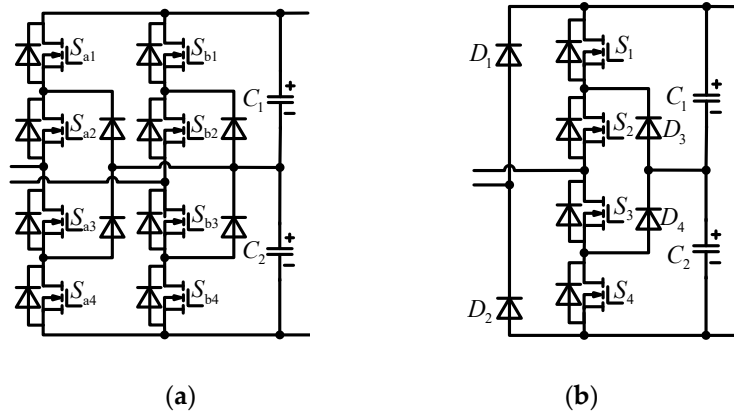 S_a1 S_b1 S_1
D_1
C_1 C_1
S_a2 S_b2 S_2 D_3
S_a3 S_b3 S_3 D_4
C_2 C_2
S_a4 S_b4 D_2 S_4
(a) (b)